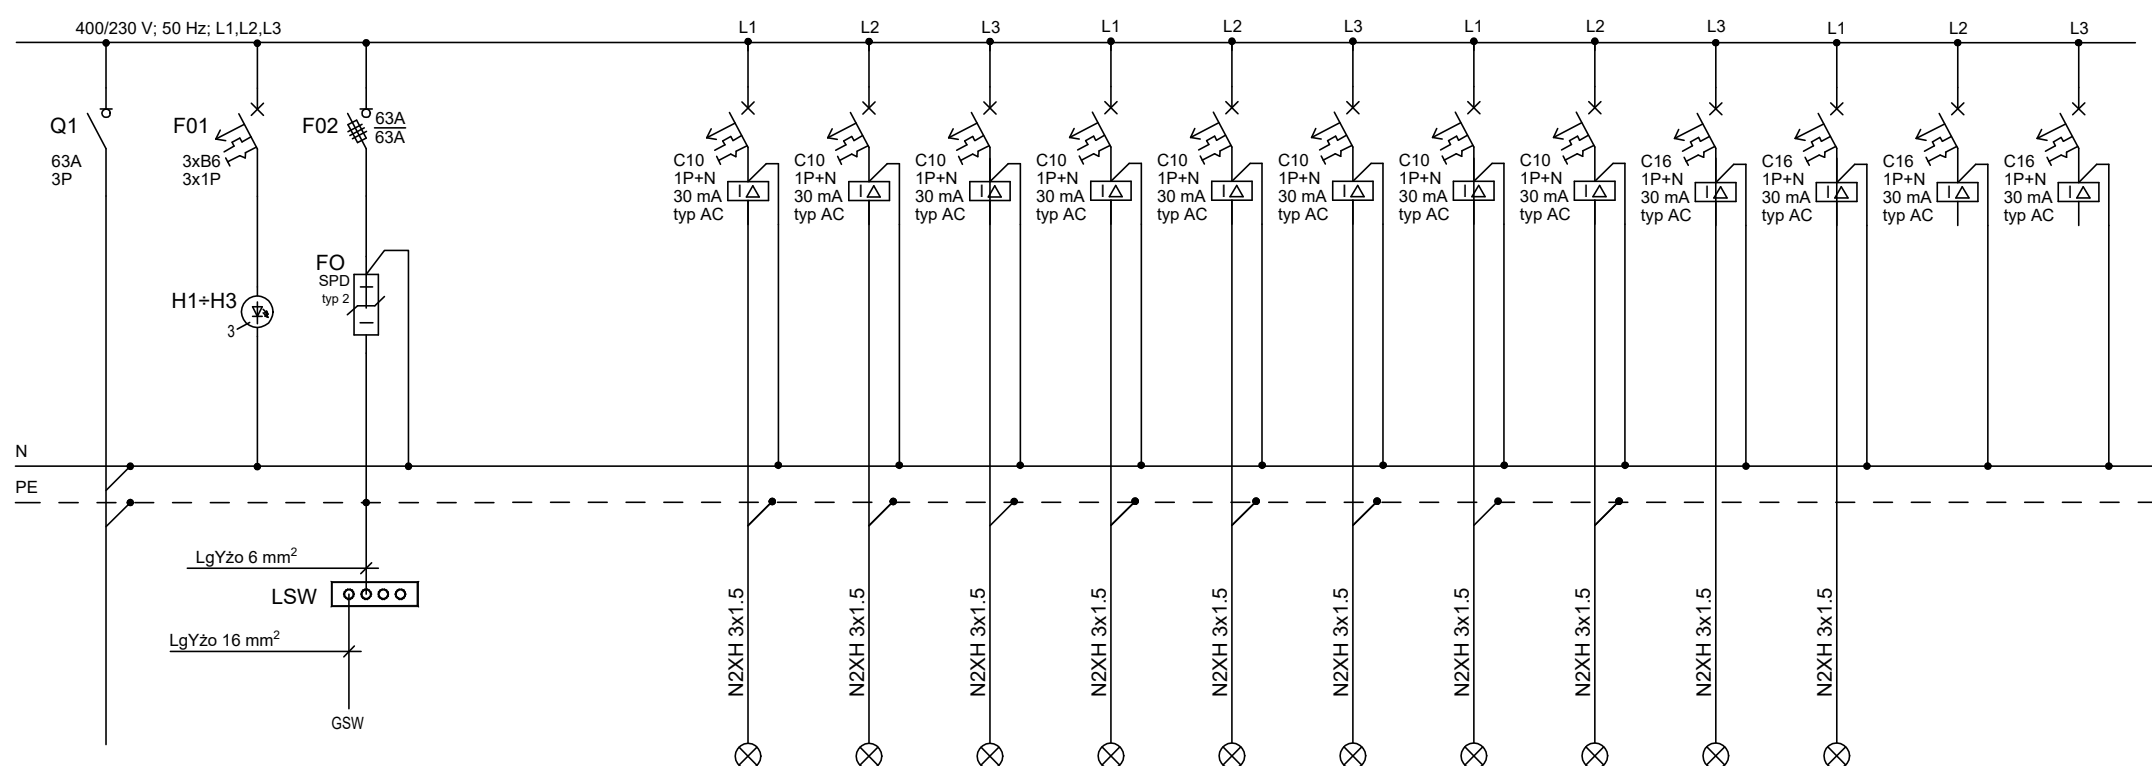 400/230 V; 50 Hz; L1,L2,L3
L1 L2 L3 L1 L2 L3 L1 L2 L3 L1 L2 L3
Q1
63A
3P
F01
3xB6
3x1P
F02
63A
63A
H1÷H3
3
FO
SPD
typ 2
C10
1P+N
30 mA
typ AC
C10
1P+N
30 mA
typ AC
C10
1P+N
30 mA
typ AC
C10
1P+N
30 mA
typ AC
C10
1P+N
30 mA
typ AC
C10
1P+N
30 mA
typ AC
C10
1P+N
30 mA
typ AC
C10
1P+N
30 mA
typ AC
C16
1P+N
30 mA
typ AC
C16
1P+N
30 mA
typ AC
C16
1P+N
30 mA
typ AC
C16
1P+N
30 mA
typ AC
N
PE
LgYżo 6 mm²
LSW
LgYżo 16 mm²
GSW
N2XH 3x1.5
N2XH 3x1.5
N2XH 3x1.5
N2XH 3x1.5
N2XH 3x1.5
N2XH 3x1.5
N2XH 3x1.5
N2XH 3x1.5
N2XH 3x1.5
N2XH 3x1.5